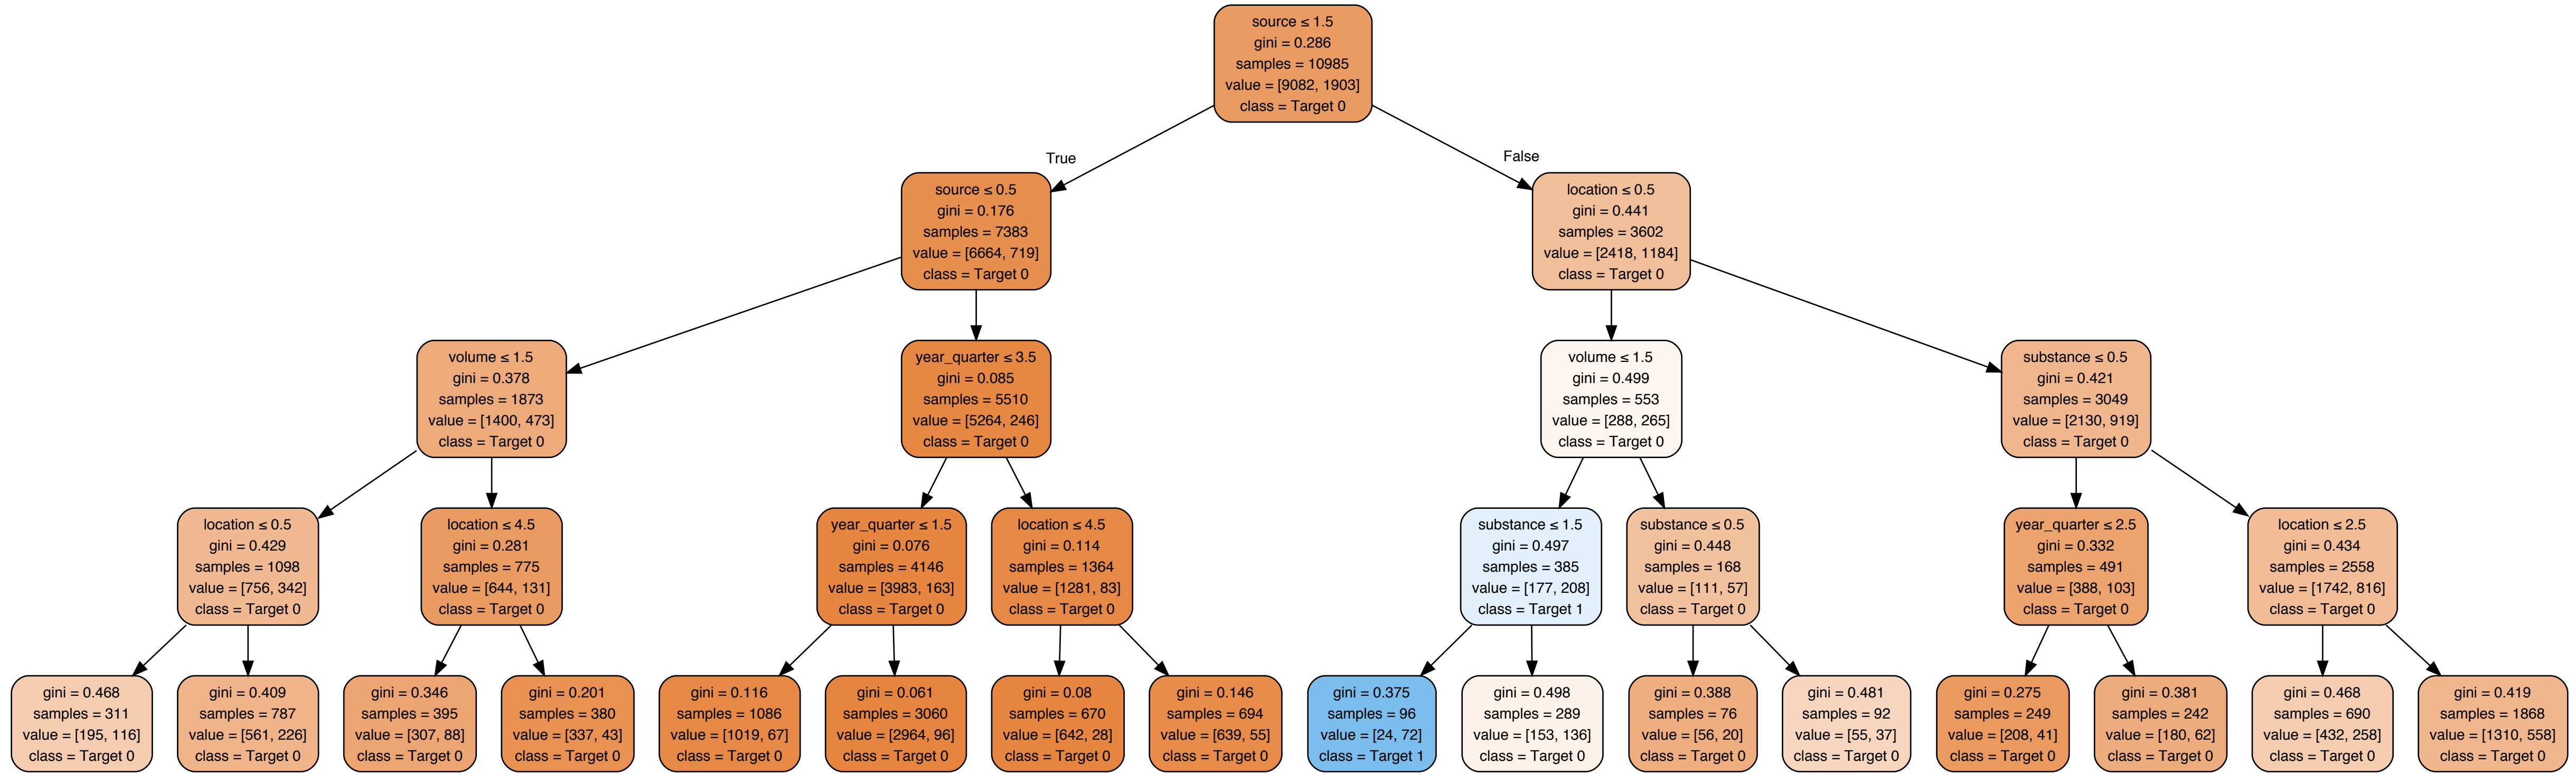 source ≤ 1.5
gini = 0.286
samples = 10985
value = [9082, 1903]
class = Target 0
True
False
source ≤ 0.5
gini = 0.176
samples = 7383
value = [6664, 719]
class = Target 0
location ≤ 0.5
gini = 0.441
samples = 3602
value = [2418, 1184]
class = Target 0
volume ≤ 1.5
gini = 0.378
samples = 1873
value = [1400, 473]
class = Target 0
year_quarter ≤ 3.5
gini = 0.085
samples = 5510
value = [5264, 246]
class = Target 0
volume ≤ 1.5
gini = 0.499
samples = 553
value = [288, 265]
class = Target 0
substance ≤ 0.5
gini = 0.421
samples = 3049
value = [2130, 919]
class = Target 0
location ≤ 0.5
gini = 0.429
samples = 1098
value = [756, 342]
class = Target 0
location ≤ 4.5
gini = 0.281
samples = 775
value = [644, 131]
class = Target 0
year_quarter ≤ 1.5
gini = 0.076
samples = 4146
value = [3983, 163]
class = Target 0
location ≤ 4.5
gini = 0.114
samples = 1364
value = [1281, 83]
class = Target 0
substance ≤ 1.5
gini = 0.497
samples = 385
value = [177, 208]
class = Target 1
substance ≤ 0.5
gini = 0.448
samples = 168
value = [111, 57]
class = Target 0
year_quarter ≤ 2.5
gini = 0.332
samples = 491
value = [388, 103]
class = Target 0
location ≤ 2.5
gini = 0.434
samples = 2558
value = [1742, 816]
class = Target 0
gini = 0.468
samples = 311
value = [195, 116]
class = Target 0
gini = 0.409
samples = 787
value = [561, 226]
class = Target 0
gini = 0.346
samples = 395
value = [307, 88]
class = Target 0
gini = 0.201
samples = 380
value = [337, 43]
class = Target 0
gini = 0.116
samples = 1086
value = [1019, 67]
class = Target 0
gini = 0.061
samples = 3060
value = [2964, 96]
class = Target 0
gini = 0.08
samples = 670
value = [642, 28]
class = Target 0
gini = 0.146
samples = 694
value = [639, 55]
class = Target 0
gini = 0.375
samples = 96
value = [24, 72]
class = Target 1
gini = 0.498
samples = 289
value = [153, 136]
class = Target 0
gini = 0.388
samples = 76
value = [56, 20]
class = Target 0
gini = 0.481
samples = 92
value = [55, 37]
class = Target 0
gini = 0.275
samples = 249
value = [208, 41]
class = Target 0
gini = 0.381
samples = 242
value = [180, 62]
class = Target 0
gini = 0.468
samples = 690
value = [432, 258]
class = Target 0
gini = 0.419
samples = 1868
value = [1310, 558]
class = Target 0